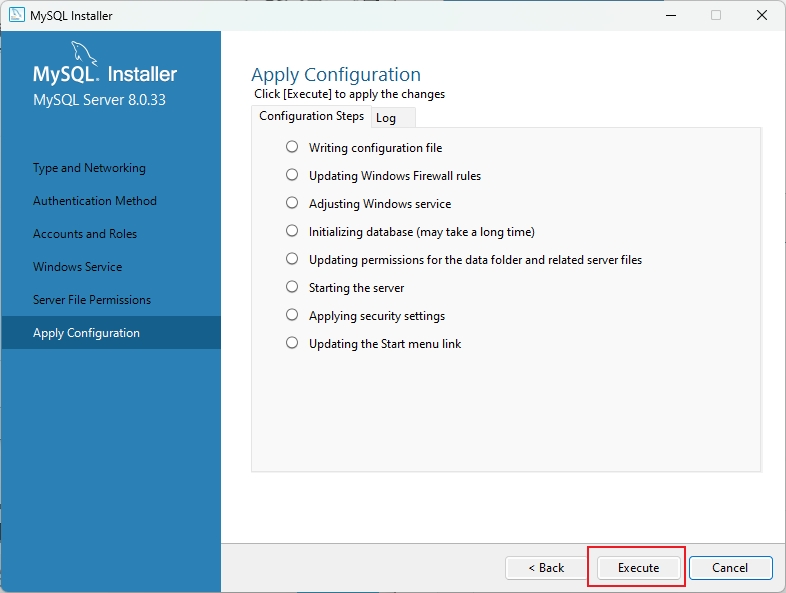 MySQL Installer
MySQL. Installer
MySQL Server 8.0.33
Type and Networking
Authentication Method
Accounts and Roles
Windows Service
Server File Permissions
Apply Configuration
Apply Configuration
Click [Execute] to apply the changes
Configuration Steps
Log
Writing configuration file
Updating Windows Firewall rules
Adjusting Windows service
Initializing database (may take a long time)
Updating permissions for the data folder and related server files
Starting the server
Applying security settings
Updating the Start menu link
< Back
Execute
Cancel